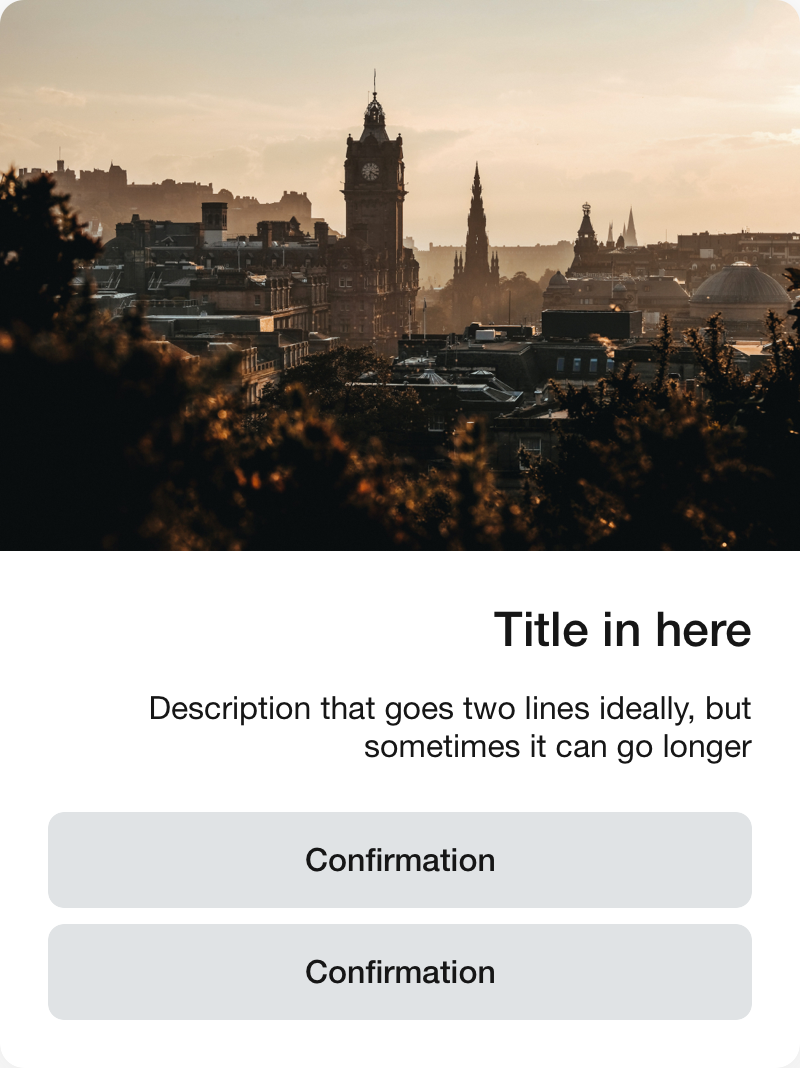 Title in here
Description that goes two lines ideally, but
sometimes it can go longer
Confirmation
Confirmation